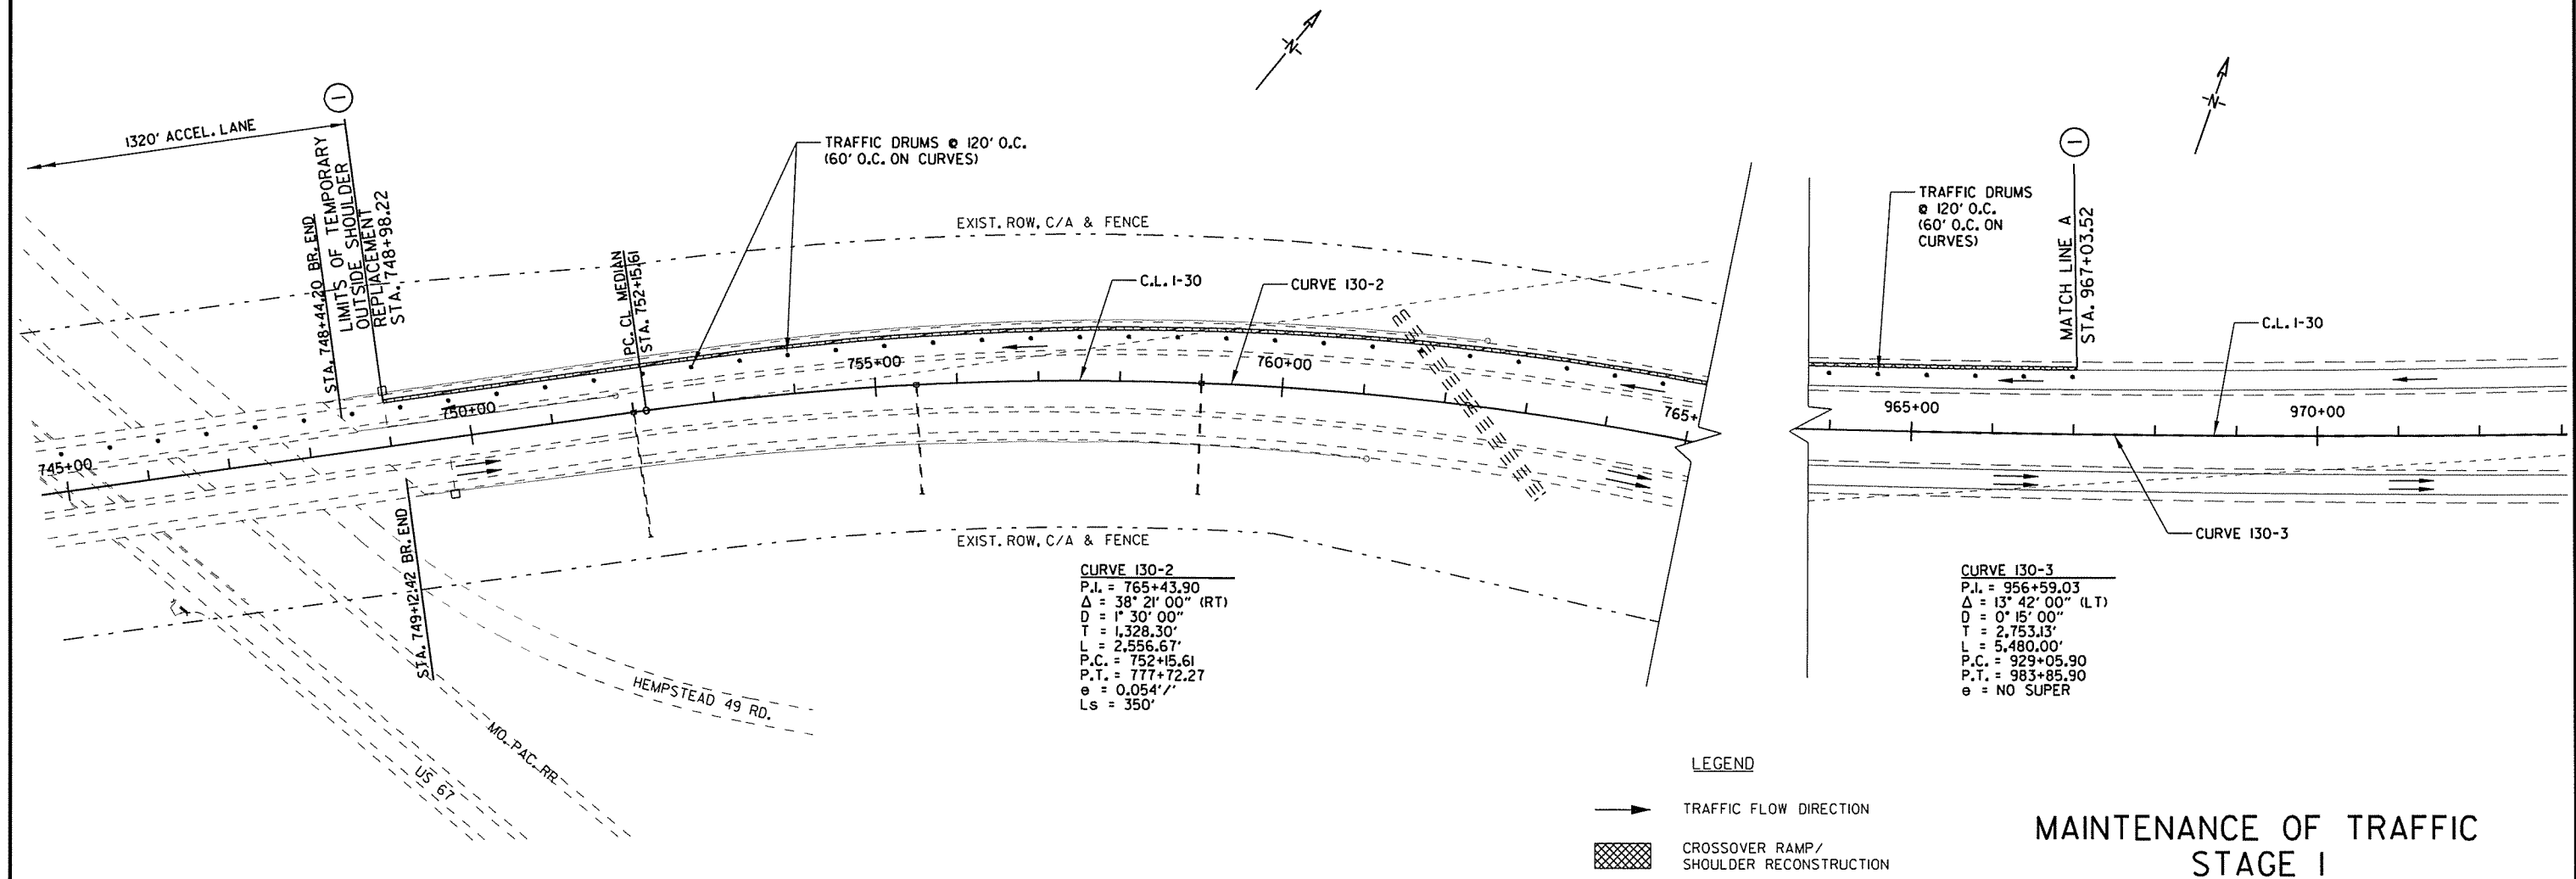 1320' ACCEL. LANE
1
STA. 748+44.20 BR. END
LIMITS OF TEMPORARY
OUTSIDE SHOULDER
REPLACEMENT
STA. 748+98.22
PC. CL MEDIAN
STA. 752+15.61
TRAFFIC DRUMS @ 120' O.C.
(60' O.C. ON CURVES)
N
EXIST. ROW, C/A & FENCE
C.L. I-30
CURVE 130-2
745+00
750+00
755+00
760+00
765+
STA. 749+12.42 BR. END
EXIST. ROW, C/A & FENCE
HEMPSTEAD 49 RD.
MO. PAC. RR
US 67
CURVE 130-2
P.I. = 765+43.90
Δ = 38° 21' 00" (RT)
D = 1° 30' 00"
T = 1,328.30'
L = 2,556.67'
P.C. = 752+15.61
P.T. = 777+72.27
e = 0.054'/'
Ls = 350'
TRAFFIC DRUMS
@ 120' O.C.
(60' O.C. ON
CURVES)
1
MATCH LINE A
STA. 967+03.52
N
C.L. I-30
965+00
970+00
CURVE 130-3
CURVE 130-3
P.I. = 956+59.03
Δ = 13° 42' 00" (LT)
D = 0° 15' 00"
T = 2,753.13'
L = 5,480.00'
P.C. = 929+05.90
P.T. = 983+85.90
e = NO SUPER
LEGEND
TRAFFIC FLOW DIRECTION
CROSSOVER RAMP/
SHOULDER RECONSTRUCTION
MAINTENANCE OF TRAFFIC
STAGE 1